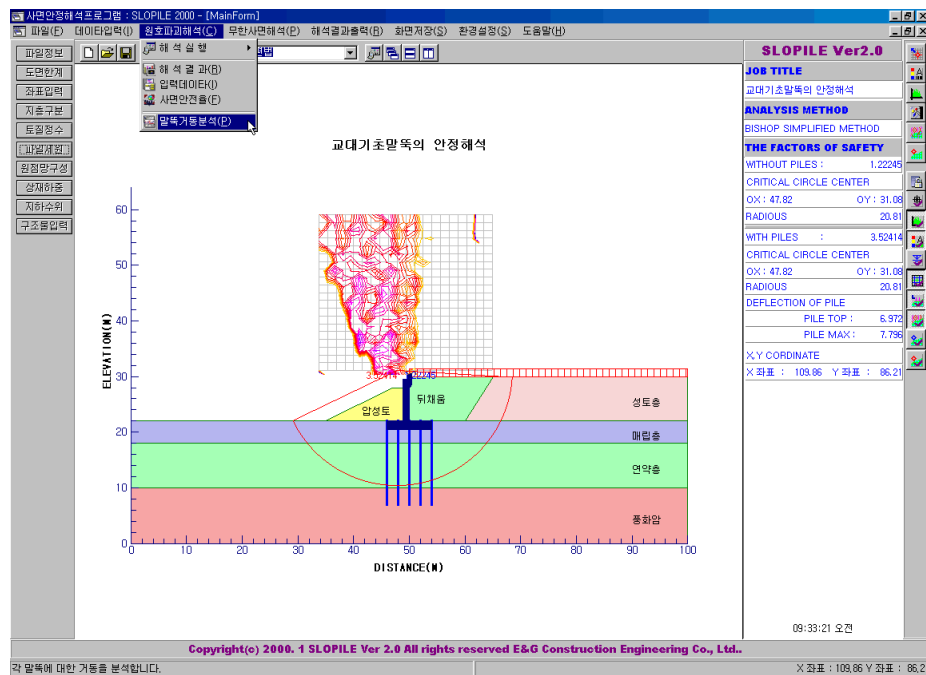 사면안정해석프로그램 : SLOPILE 2000 - [MainForm]
파일(F) 데이타입력(I) 원호파괴해석(C) 무한사면해석(P) 해석결과출력(R) 화면저장(S) 환경설정(S) 도움말(H)
해 석 실 행
해 석 결 과(R)
입력데이타(I)
사면안전율(F)
말뚝거동분석(P)
파일정보
도면한계
좌표입력
지층구분
토질정수
파일제원
원점망구성
상재하중
지하수위
구조물입력
교대기초말뚝의 안정해석
ELEVATION(M)
60
50
40
30
20
10
0
3.52414
1.22245
압성토
뒤채움
성토층
매립층
연약층
풍화암
0 10 20 30 40 50 60 70 80 90 100
DISTANCE(M)
SLOPILE Ver2.0
JOB TITLE
교대기초말뚝의 안정해석
ANALYSIS METHOD
BISHOP SIMPLIFIED METHOD
THE FACTORS OF SAFETY
WITHOUT PILES : 1.22245
CRITICAL CIRCLE CENTER
OX : 47.82 OY : 31.08
RADIOUS 20.81
WITH PILES : 3.52414
CRITICAL CIRCLE CENTER
OX : 47.82 OY : 31.08
RADIOUS 20.81
DEFLECTION OF PILE
PILE TOP : 6.972
PILE MAX : 7.796
X,Y CORDINATE
X 좌표 : 109.86 Y 좌표 : 86.21
09:33:21 오전
Copyright(c) 2000. 1 SLOPILE Ver 2.0 All rights reserved E&G Construction Engineering Co., Ltd..
각 말뚝에 대한 거동을 분석합니다.
X 좌표 : 109,86 Y 좌표 : 86,2